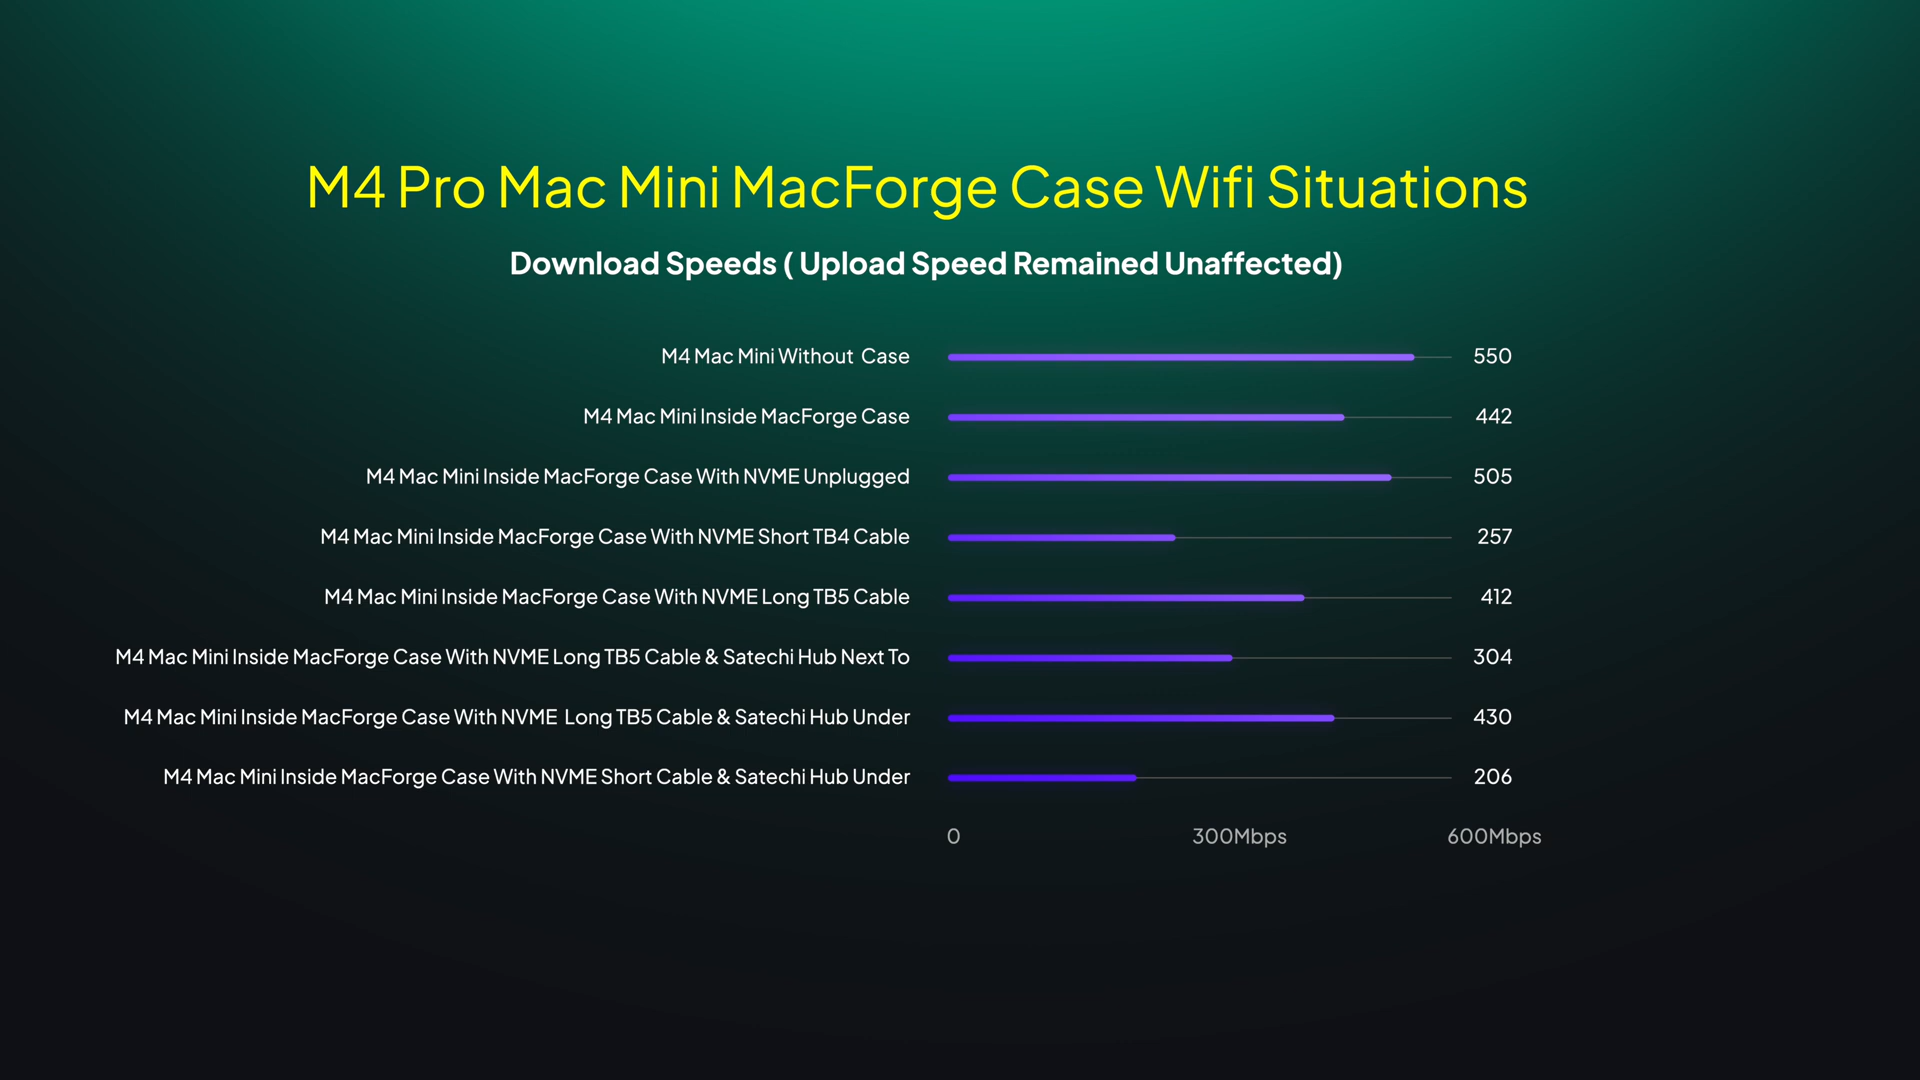 M4 Pro Mac Mini MacForge Case Wifi Situations
Download Speeds ( Upload Speed Remained Unaffected)
M4 Mac Mini Without Case 550
M4 Mac Mini Inside MacForge Case 442
M4 Mac Mini Inside MacForge Case With NVME Unplugged 505
M4 Mac Mini Inside MacForge Case With NVME Short TB4 Cable 257
M4 Mac Mini Inside MacForge Case With NVME Long TB5 Cable 412
M4 Mac Mini Inside MacForge Case With NVME Long TB5 Cable & Satechi Hub Next To 304
M4 Mac Mini Inside MacForge Case With NVME Long TB5 Cable & Satechi Hub Under 430
M4 Mac Mini Inside MacForge Case With NVME Short Cable & Satechi Hub Under 206
0 300Mbps 600Mbps